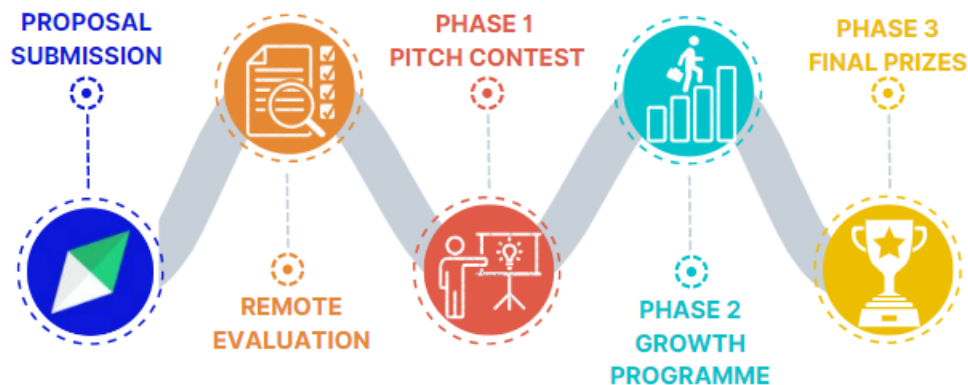 PROPOSAL
SUBMISSION
REMOTE
EVALUATION
PHASE 1
PITCH CONTEST
PHASE 2
GROWTH
PROGRAMME
PHASE 3
FINAL PRIZES